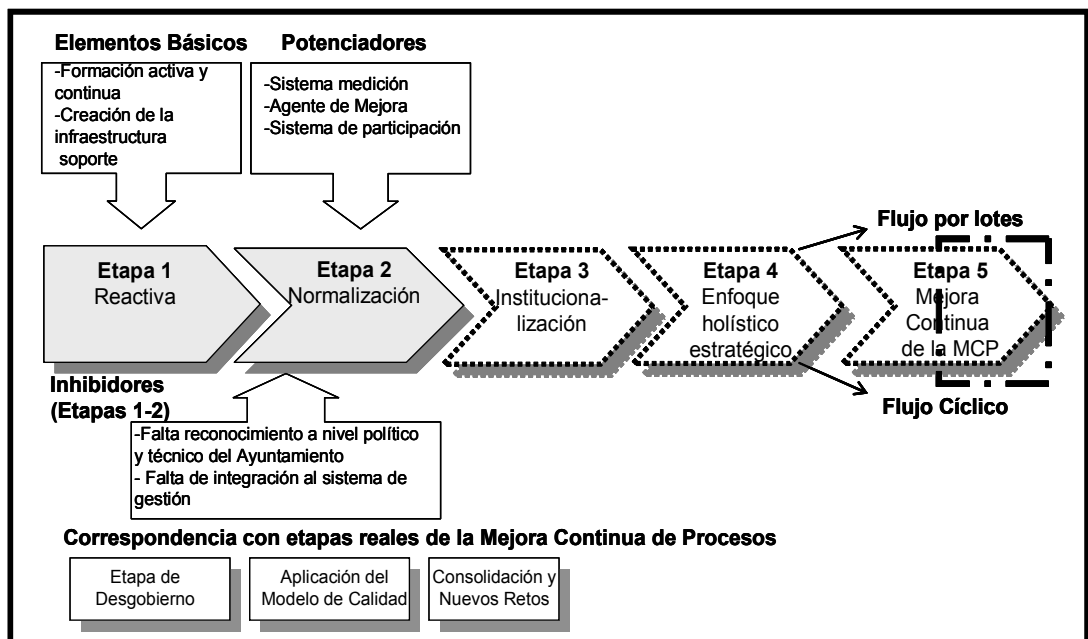 Elementos Básicos
-Formación activa y
continua
-Creación de la
infraestructura
soporte
Potenciadores
-Sistema medición
-Agente de Mejora
-Sistema de participación
Etapa 1
Reactiva
Etapa 2
Normalización
Etapa 3
Instituciona-
lización
Etapa 4
Enfoque
holístico
estratégico
Flujo por lotes
Etapa 5
Mejora
Continua
de la MCP
Flujo Cíclico
Inhibidores
(Etapas 1-2)
-Falta reconocimiento a nivel político
y técnico del Ayuntamiento
- Falta de integración al sistema de
gestión
Correspondencia con etapas reales de la Mejora Continua de Procesos
Etapa de
Desgobierno
Aplicación del
Modelo de Calidad
Consolidación y
Nuevos Retos